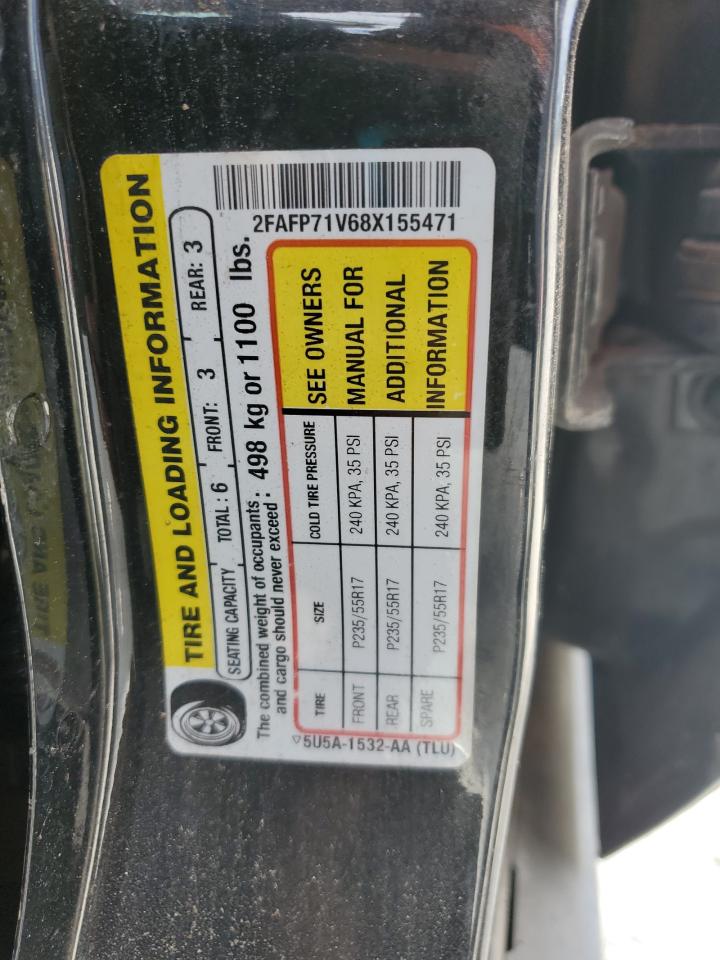 2FAFP71V68X155471
TIRE AND LOADING INFORMATION
SEATING CAPACITY TOTAL: 6 FRONT: 3 REAR: 3
The combined weight of occupants and cargo should never exceed: 498 kg or 1100 lbs.
TIRE SIZE COLD TIRE PRESSURE
FRONT P235/55R17 240 KPA, 35 PSI
REAR P235/55R17 240 KPA, 35 PSI
SPARE P235/55R17 240 KPA, 35 PSI
SEE OWNERS
MANUAL FOR
ADDITIONAL
INFORMATION
5U5A-1532-AA (TLU)